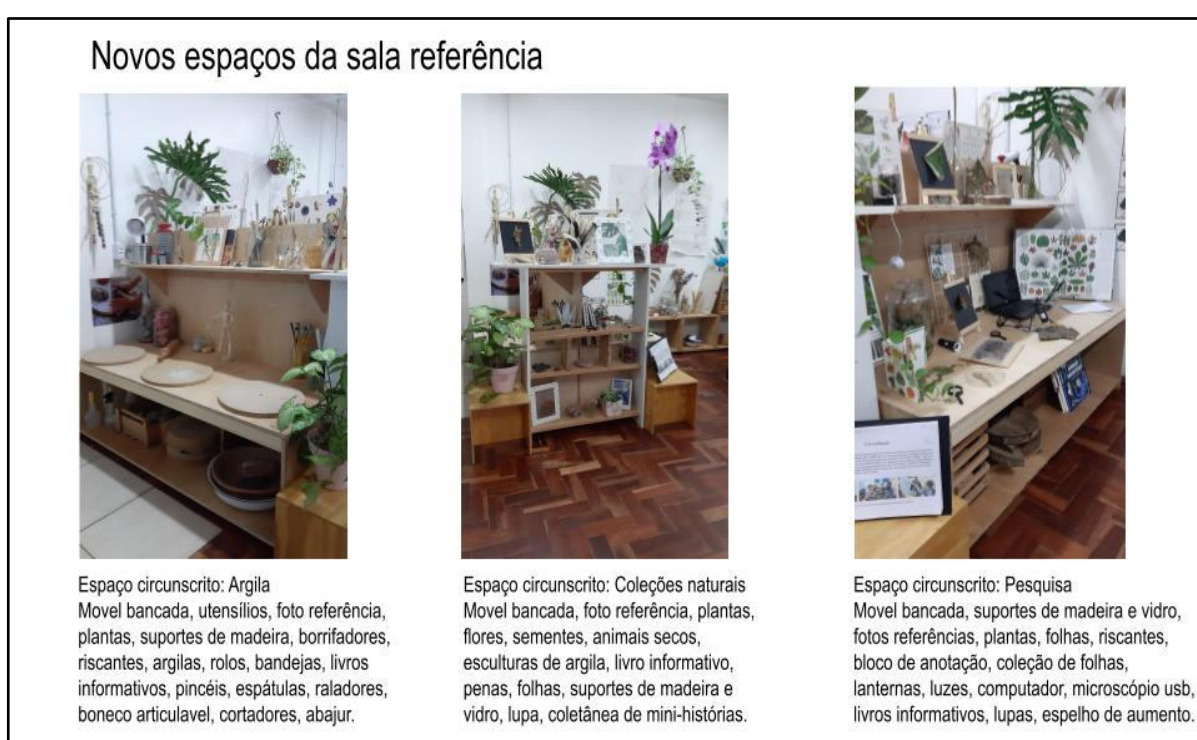 Novos espaços da sala referência
Espaço circunscrito: Argila
Movel bancada, utensílios, foto referência,
plantas, suportes de madeira, borrifadores,
riscantes, argilas, rolos, bandejas, livros
informativos, pincéis, espátulas, raladores,
boneco articulavel, cortadores, abajur.
Espaço circunscrito: Coleções naturais
Movel bancada, foto referência, plantas,
flores, sementes, animais secos,
esculturas de argila, livro informativo,
penas, folhas, suportes de madeira e
vidro, lupa, coletânea de mini-histórias.
Espaço circunscrito: Pesquisa
Movel bancada, suportes de madeira e vidro,
fotos referências, plantas, folhas, riscantes,
bloco de anotação, coleção de folhas,
lanternas, luzes, computador, microscópio usb,
livros informativos, lupas, espelho de aumento.